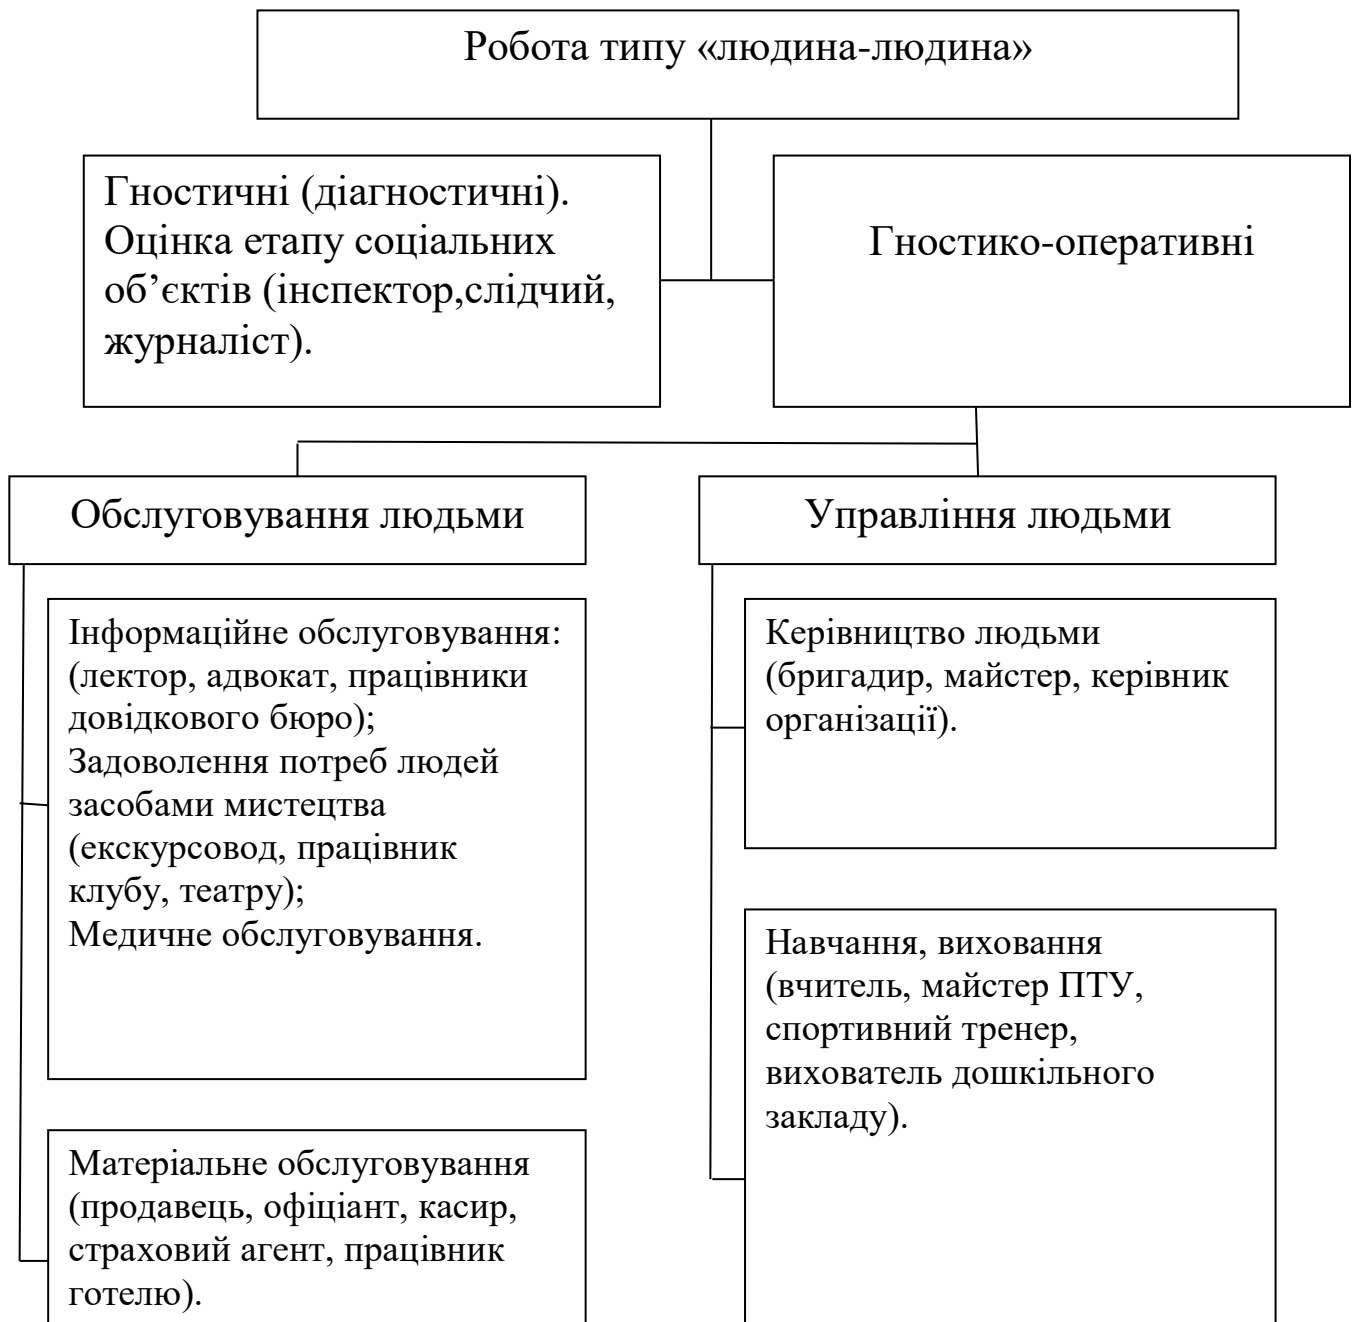 Робота типу «людина-людина»
Гностичні (діагностичні).
Оцінка етапу соціальних
об’єктів (інспектор,слідчий,
журналіст).
Гностико-оперативні
Обслуговування людьми
Управління людьми
Інформаційне обслуговування:
(лектор, адвокат, працівники
довідкового бюро);
Задоволення потреб людей
засобами мистецтва
(екскурсовод, працівник
клубу, театру);
Медичне обслуговування.
Матеріальне обслуговування
(продавець, офіціант, касир,
страховий агент, працівник
готелю).
Керівництво людьми
(бригадир, майстер, керівник
організації).
Навчання, виховання
(вчитель, майстер ПТУ,
спортивний тренер,
вихователь дошкільного
закладу).